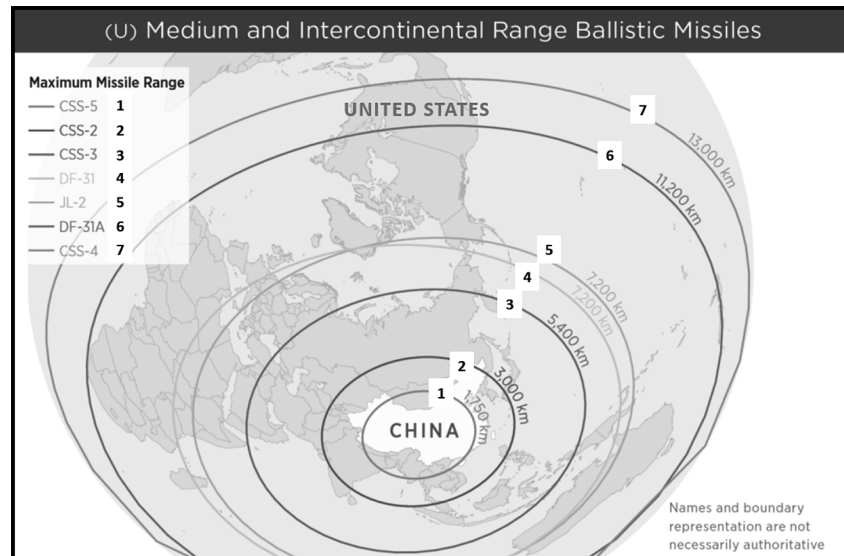 (U) Medium and Intercontinental Range Ballistic Missiles
Maximum Missile Range
CSS-5 1
CSS-2 2
CSS-3 3
DF-31 4
JL-2 5
DF-31A 6
CSS-4 7
UNITED STATES
7
13,000 km
6
11,200 km
5
7,200 km
4
7,200 km
3
5,400 km
2
3,000 km
1
1,750 km
CHINA
Names and boundary
representation are not
necessarily authoritative